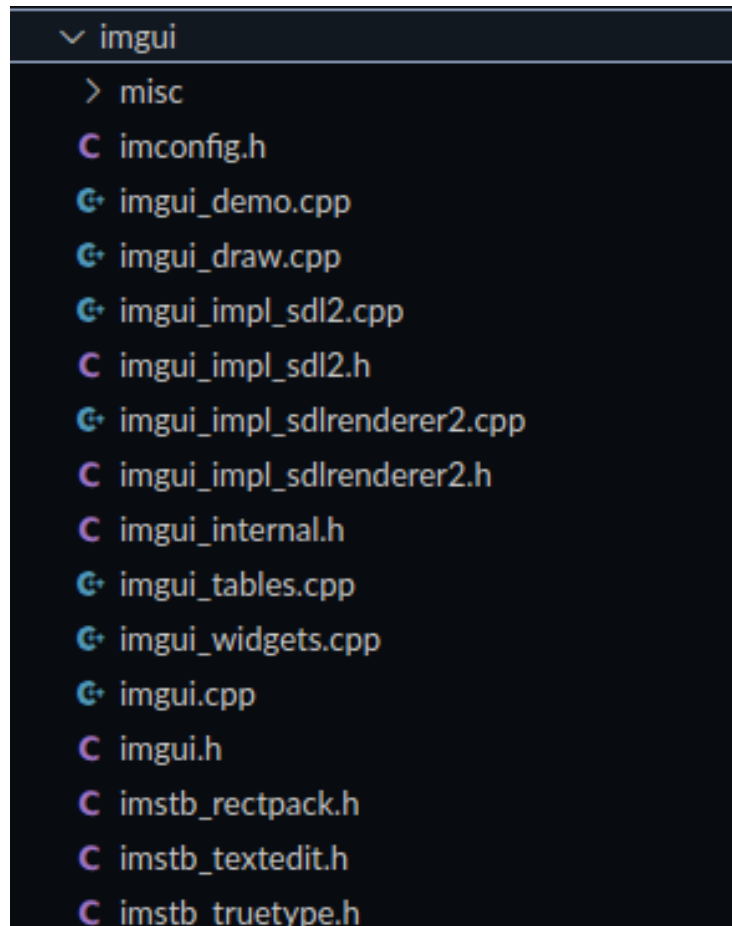 imgui
misc
imconfig.h
imgui_demo.cpp
imgui_draw.cpp
imgui_impl_sdl2.cpp
imgui_impl_sdl2.h
imgui_impl_sdlrenderer2.cpp
imgui_impl_sdlrenderer2.h
imgui_internal.h
imgui_tables.cpp
imgui_widgets.cpp
imgui.cpp
imgui.h
imstb_rectpack.h
imstb_textedit.h
imstb_truetype.h